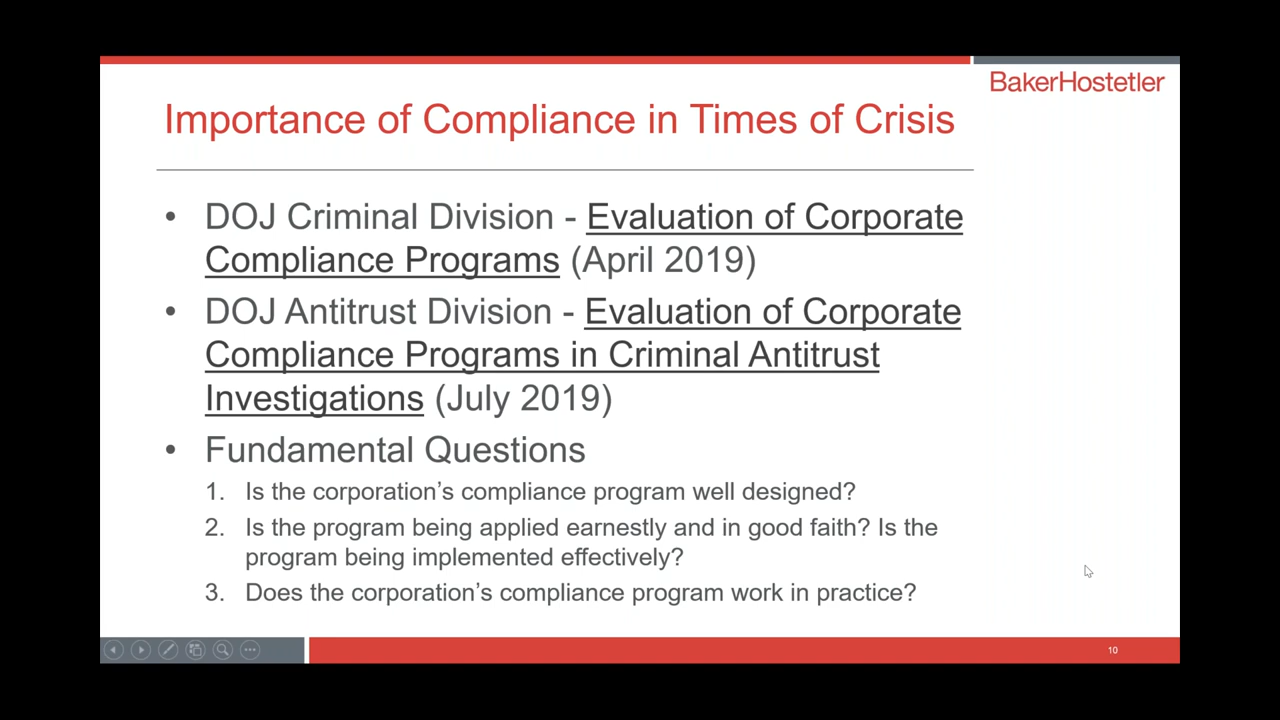 BakerHostetler
Importance of Compliance in Times of Crisis
• DOJ Criminal Division - Evaluation of Corporate
Compliance Programs (April 2019)
• DOJ Antitrust Division - Evaluation of Corporate
Compliance Programs in Criminal Antitrust
Investigations (July 2019)
• Fundamental Questions
1. Is the corporation’s compliance program well designed?
2. Is the program being applied earnestly and in good faith? Is the
program being implemented effectively?
3. Does the corporation’s compliance program work in practice?
10